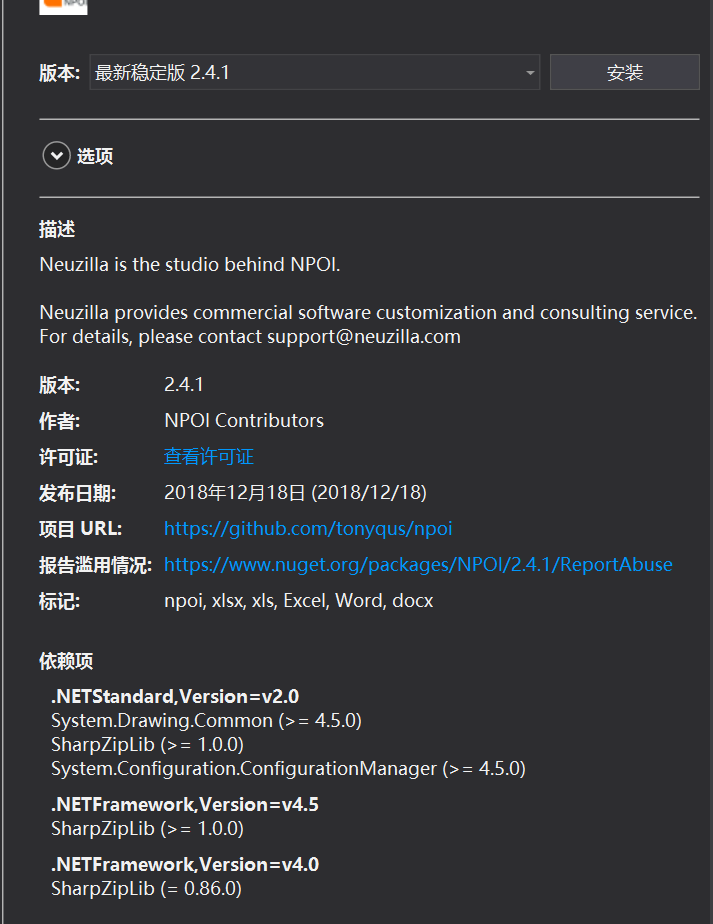 NPOI
版本: 最新稳定版 2.4.1 安装
选项
描述
Neuzilla is the studio behind NPOI.
Neuzilla provides commercial software customization and consulting service.
For details, please contact support@neuzilla.com
版本: 2.4.1
作者: NPOI Contributors
许可证: 查看许可证
发布日期: 2018年12月18日 (2018/12/18)
项目 URL: https://github.com/tonyqus/npoi
报告滥用情况: https://www.nuget.org/packages/NPOI/2.4.1/ReportAbuse
标记: npoi, xlsx, xls, Excel, Word, docx
依赖项
.NETStandard,Version=v2.0
System.Drawing.Common (>= 4.5.0)
SharpZipLib (>= 1.0.0)
System.Configuration.ConfigurationManager (>= 4.5.0)
.NETFramework,Version=v4.5
SharpZipLib (>= 1.0.0)
.NETFramework,Version=v4.0
SharpZipLib (= 0.86.0)